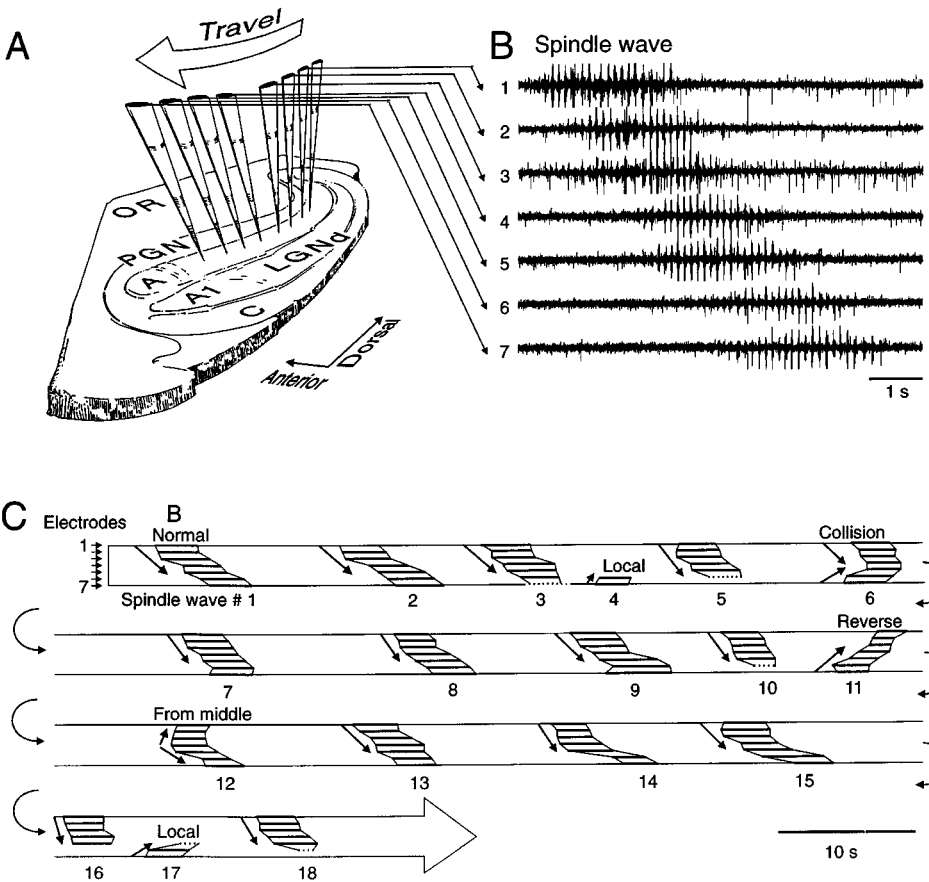 A
Travel
OR
PGN
A
A1
LGNd
C
Dorsal
Anterior
B
Spindle wave
1
2
3
4
5
6
7
1 s
C
Electrodes
1
7
B
Normal
Local
Collision
Spindle wave # 1
2
3
4
5
6
Reverse
7
8
9
10
11
From middle
12
13
14
15
Local
16
17
18
10 s